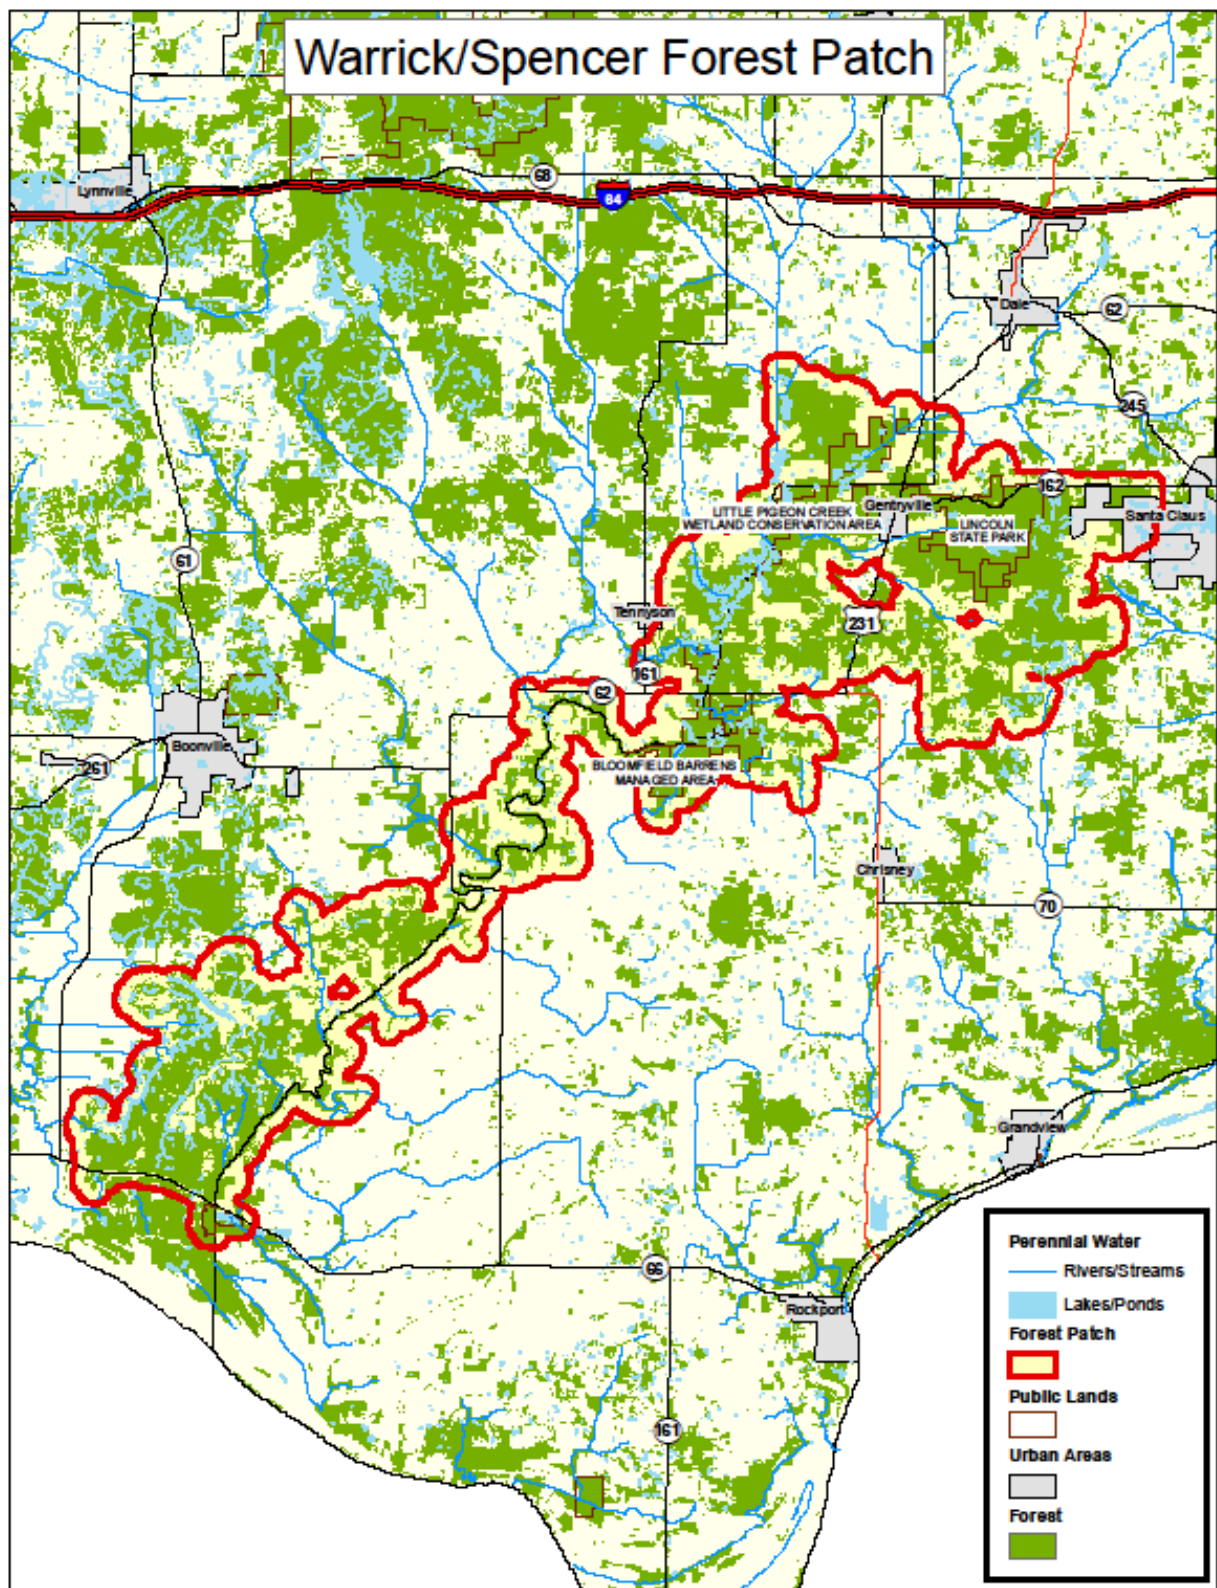 Warrick/Spencer Forest Patch
68
Lynnville
64
Dale
62
245
162
LITTLE PIGEON CREEK
WETLAND CONSERVATION AREA
Gentryville
LINCOLN
STATE PARK
Santa Claus
61
Tennyson
231
161
62
Boonville
261
BLOOMFIELD BARRENS
MANAGED AREA
Chrisney
70
Grandview
66
Rockport
161
Perennial Water
Rivers/Streams
Lakes/Ponds
Forest Patch
Public Lands
Urban Areas
Forest